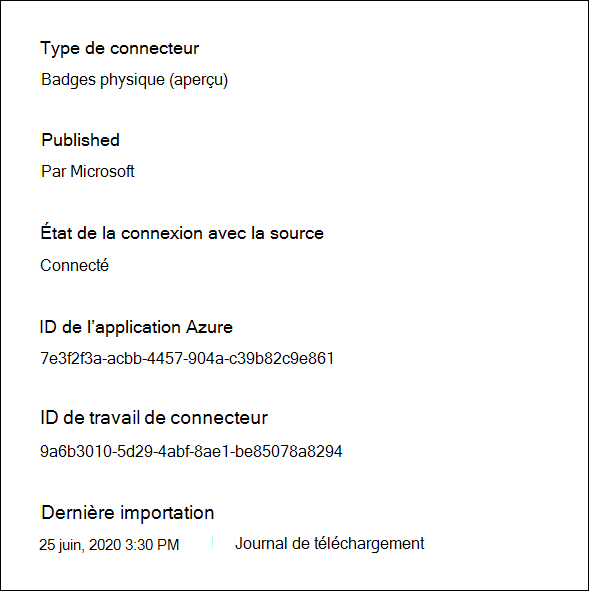 Type de connecteur
Badges physique (aperçu)
Published
Par Microsoft
État de la connexion avec la source
Connecté
ID de l’application Azure
7e3f2f3a-acbb-4457-904a-c39b82c9e861
ID de travail de connecteur
9a6b3010-5d29-4abf-8ae1-be85078a8294
Dernière importation
25 juin, 2020 3:30 PM | Journal de téléchargement